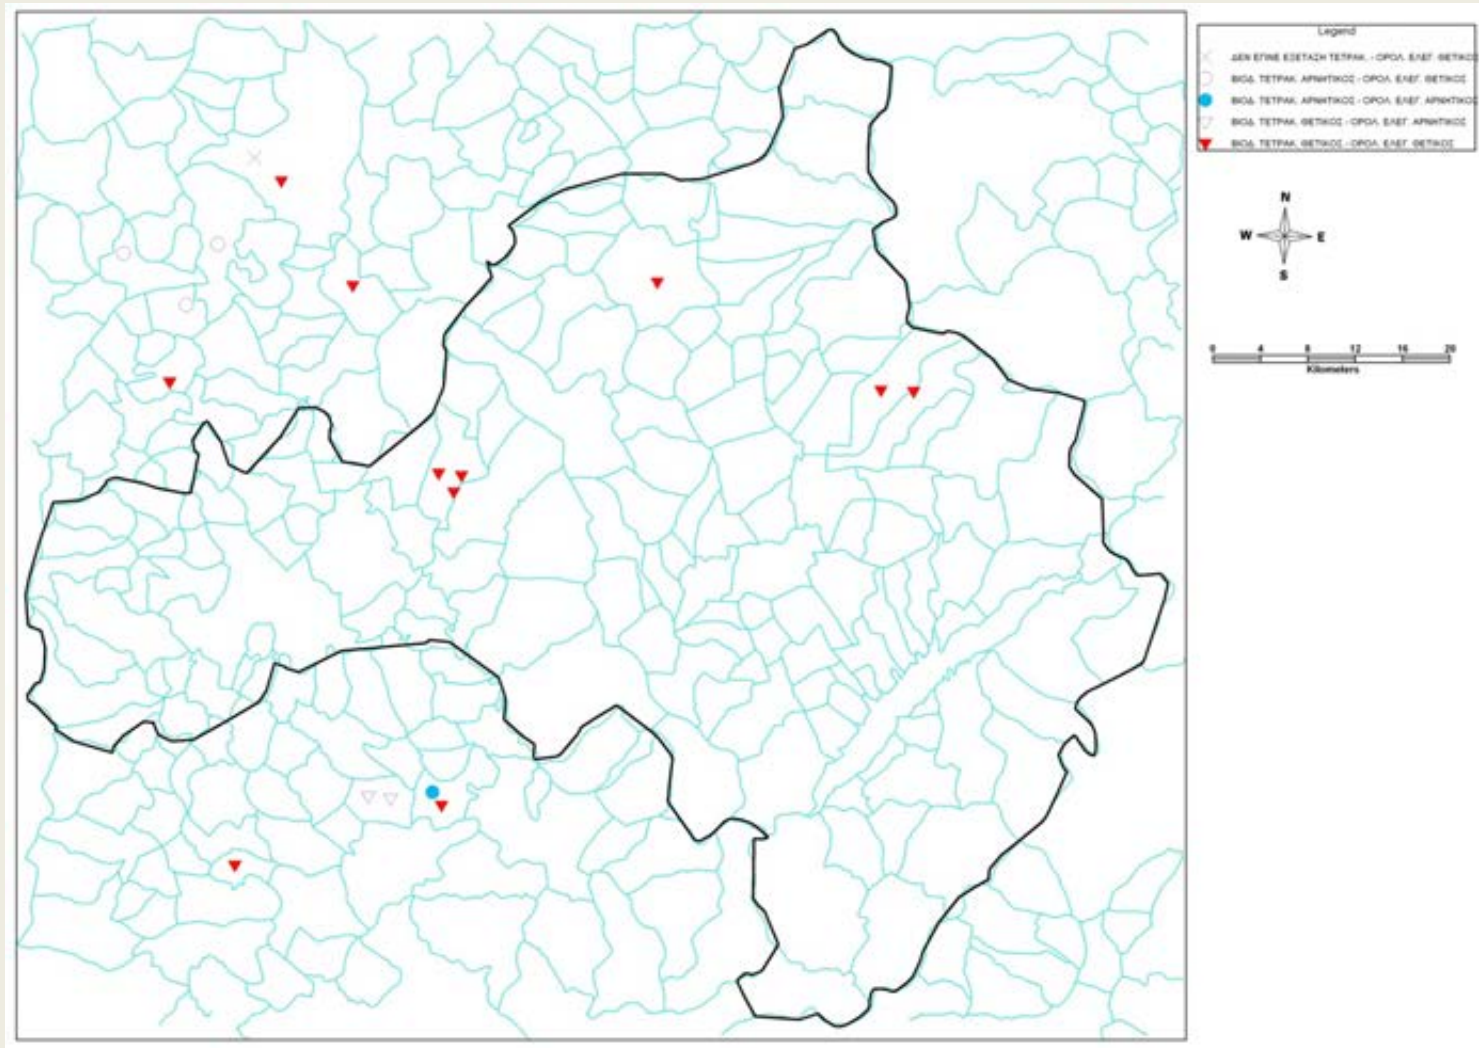 Legend
ΔΕΝ ΕΓΙΝΕ ΕΞΕΤΑΣΗ ΤΕΤΡΑΚ. - ΟΡΟΛ. ΕΛΕΓ. ΘΕΤΙΚΟΣ
ΒΙΟΔ. ΤΕΤΡΑΚ. ΑΡΝΗΤΙΚΟΣ - ΟΡΟΛ. ΕΛΕΓ. ΘΕΤΙΚΟΣ
ΒΙΟΔ. ΤΕΤΡΑΚ. ΑΡΝΗΤΙΚΟΣ - ΟΡΟΛ. ΕΛΕΓ. ΑΡΝΗΤΙΚΟΣ
ΒΙΟΔ. ΤΕΤΡΑΚ. ΘΕΤΙΚΟΣ - ΟΡΟΛ. ΕΛΕΓ. ΑΡΝΗΤΙΚΟΣ
ΒΙΟΔ. ΤΕΤΡΑΚ. ΘΕΤΙΚΟΣ - ΟΡΟΛ. ΕΛΕΓ. ΘΕΤΙΚΟΣ
N
W E
S
0 4 8 12 16 20
Kilometers